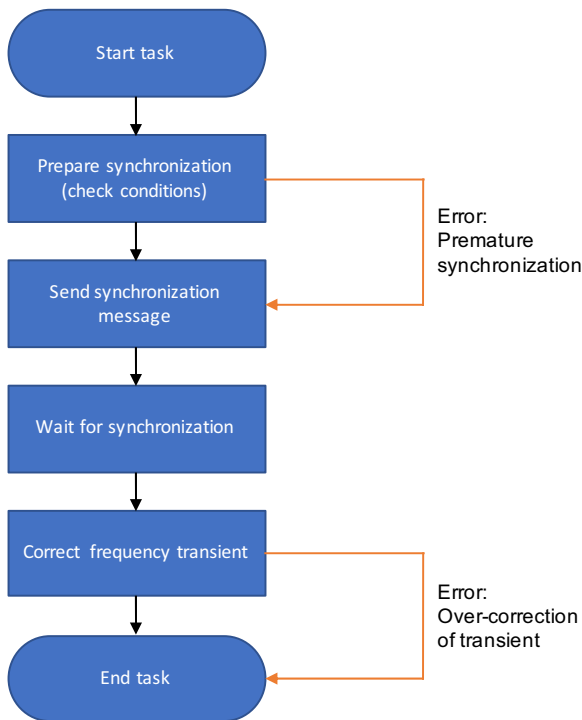 Start task
Prepare synchronization
(check conditions)
Error:
Premature
synchronization
Send synchronization
message
Wait for synchronization
Correct frequency transient
Error:
Over-correction
of transient
End task